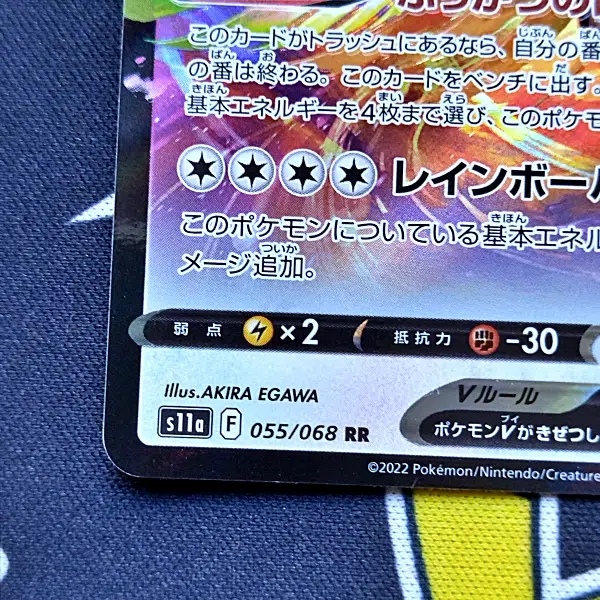 このカードがトラッシュにあるなら、自分の番
の番は終わる。このカードをベンチに出す。
基本エネルギーを4枚まで選び、このポケモ
レインボー
このポケモンについている基本エネル
メージ追加。
弱点 ×2 抵抗力 -30
Illus.AKIRA EGAWA
Vルール
s11a F 055/068 RR
ポケモンVがきぜつし
©2022 Pokémon/Nintendo/Creature